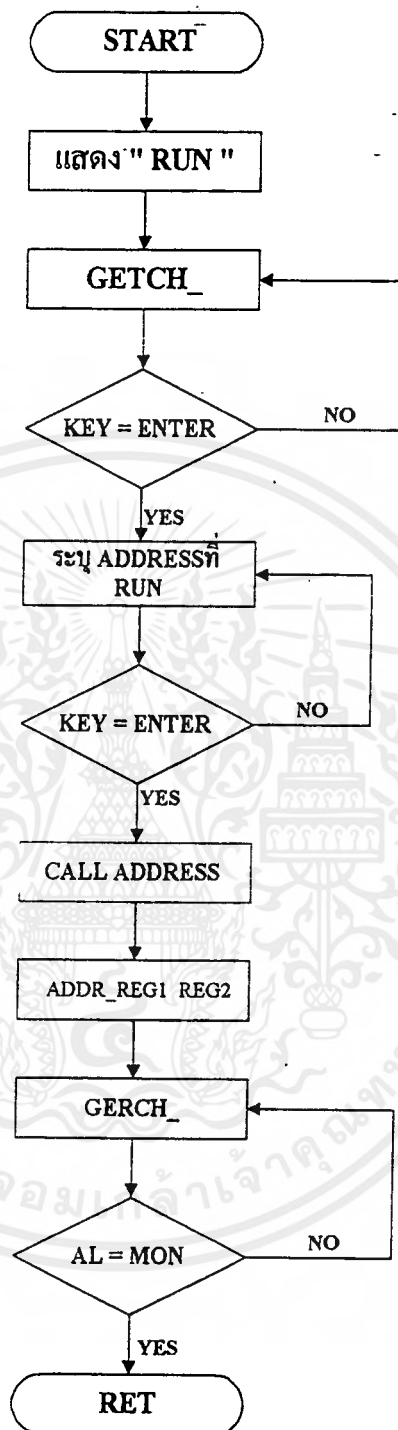 START
แสดง " RUN "
GETCH_
KEY = ENTER
NO
YES
ระบุ ADDRESSที่
RUN
KEY = ENTER
NO
YES
CALL ADDRESS
ADDR_REG1 REG2
GERCH_
AL = MON
NO
YES
RET